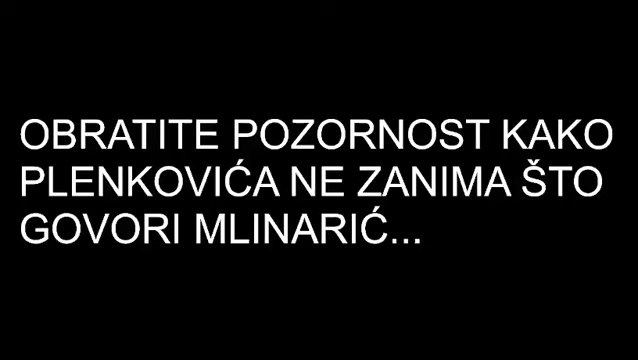 OBRATITE POZORNOST KAKO
PLENKOVIĆA NE ZANIMA ŠTO
GOVORI MLINARIĆ...